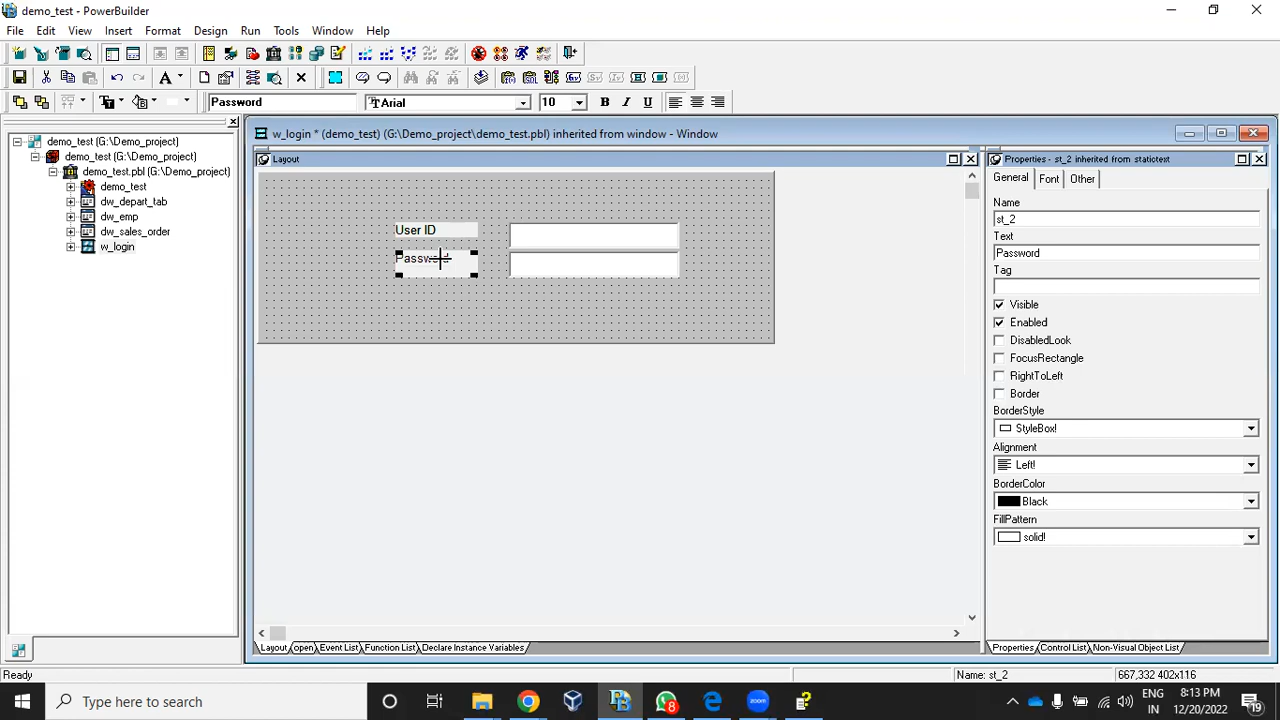 demo_test - PowerBuilder
File Edit View Insert Format Design Run Tools Window Help
Password Arial 10 B I U
demo_test (G:\Demo_project)
demo_test (G:\Demo_project)
demo_test.pbl (G:\Demo_project)
demo_test
dw_depart_tab
dw_emp
dw_sales_order
w_login
w_login * (demo_test) (G:\Demo_project\demo_test.pbl) inherited from window - Window
Layout
User ID
Password
Layout open Event List Function List Declare Instance Variables
Properties - st_2 inherited from statictext
General Font Other
Name
st_2
Text
Password
Tag
Visible
Enabled
DisabledLook
FocusRectangle
RightToLeft
Border
BorderStyle
StyleBox!
Alignment
Left!
BorderColor
Black
FillPattern
solid!
Properties Control List Non-Visual Object List
Ready Name: st_2 667,332 402x116
Type here to search
8
ENG
IN
8:13 PM
12/20/2022
19